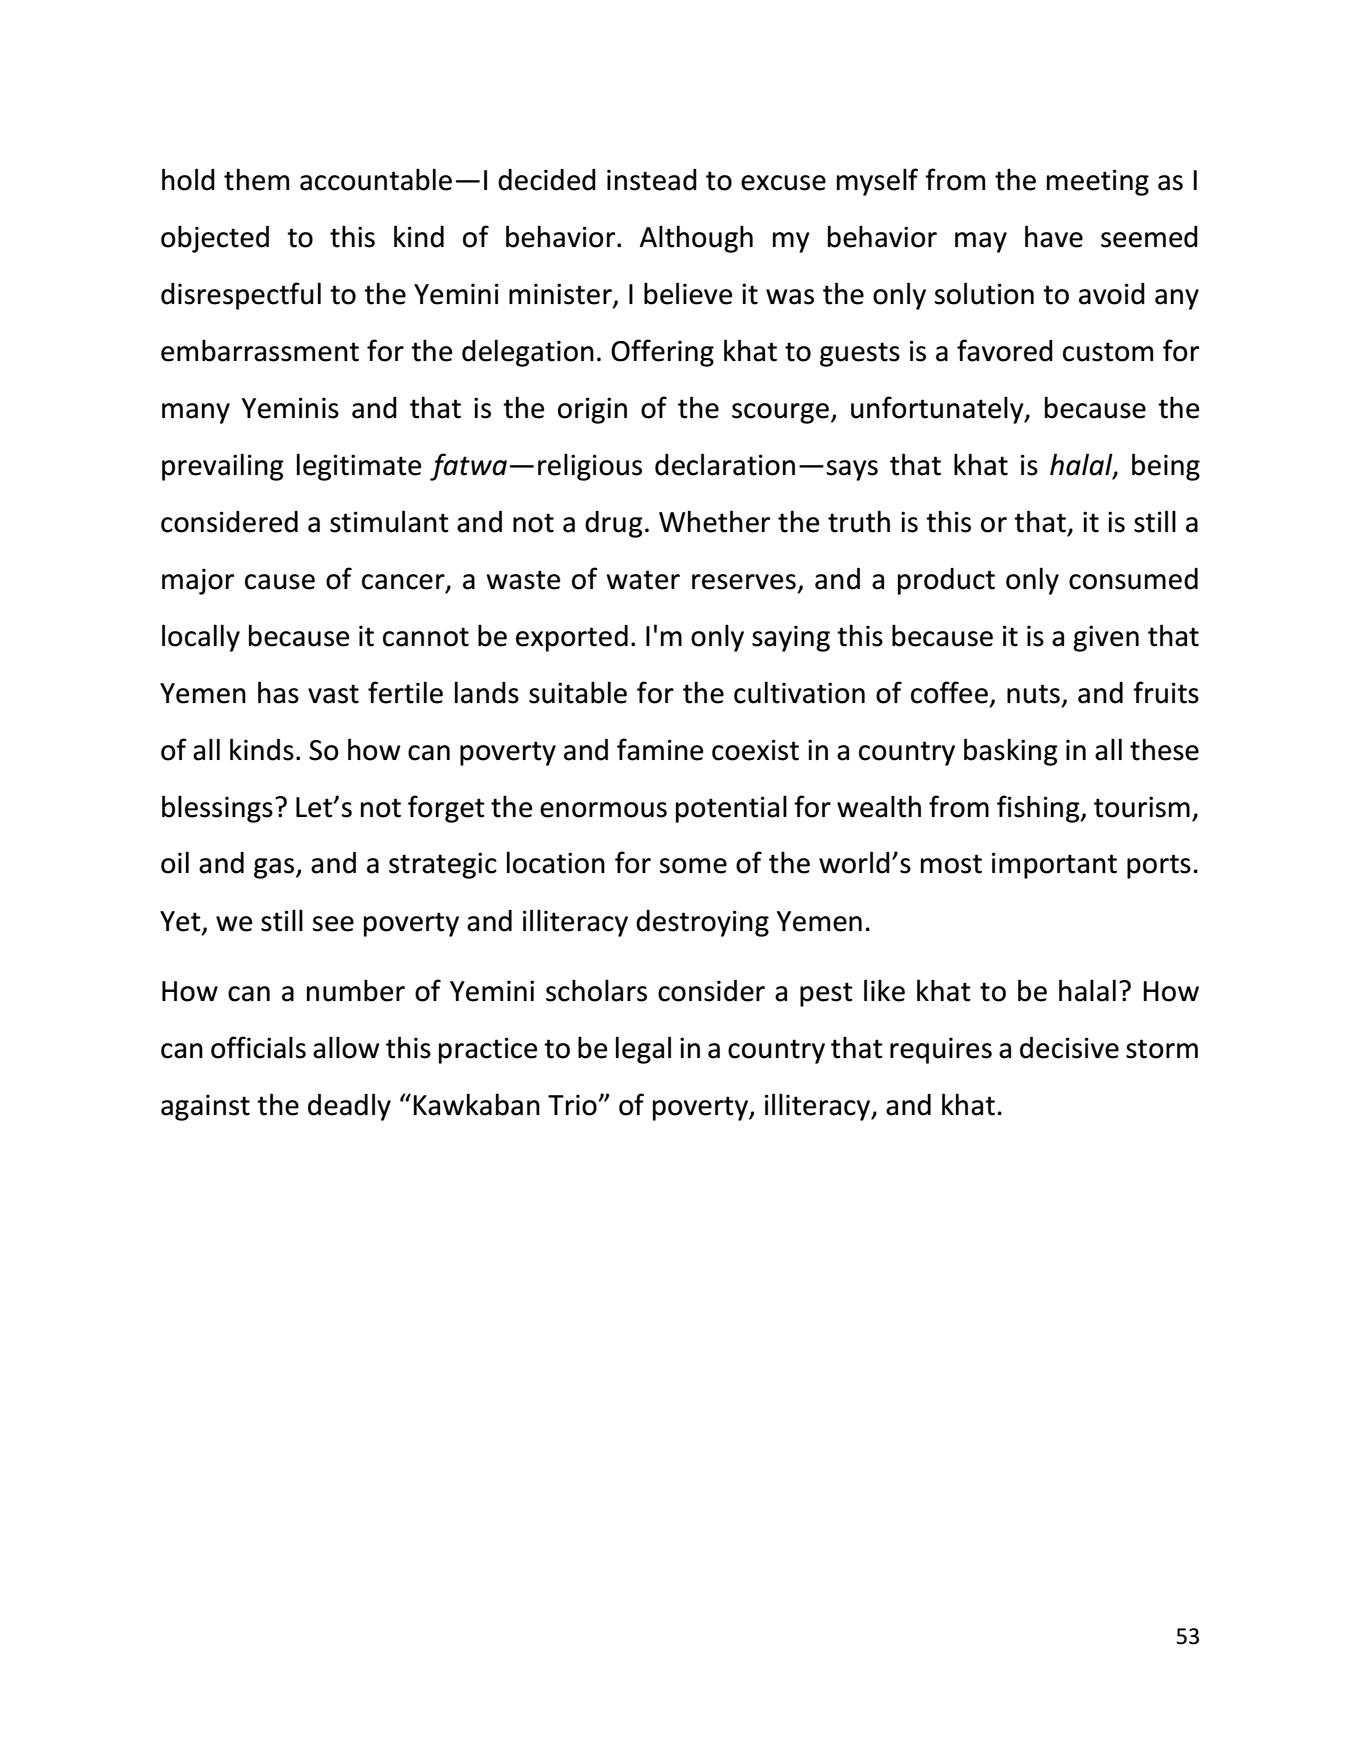 hold them accountable—I decided instead to excuse myself from the meeting as I
objected to this kind of behavior. Although my behavior may have seemed
disrespectful to the Yemini minister, I believe it was the only solution to avoid any
embarrassment for the delegation. Offering khat to guests is a favored custom for
many Yeminis and that is the origin of the scourge, unfortunately, because the
prevailing legitimate fatwa—religious declaration—says that khat is halal, being
considered a stimulant and not a drug. Whether the truth is this or that, it is still a
major cause of cancer, a waste of water reserves, and a product only consumed
locally because it cannot be exported. I'm only saying this because it is a given that
Yemen has vast fertile lands suitable for the cultivation of coffee, nuts, and fruits
of all kinds. So how can poverty and famine coexist in a country basking in all these
blessings? Let’s not forget the enormous potential for wealth from fishing, tourism,
oil and gas, and a strategic location for some of the world’s most important ports.
Yet, we still see poverty and illiteracy destroying Yemen.
How can a number of Yemini scholars consider a pest like khat to be halal? How
can officials allow this practice to be legal in a country that requires a decisive storm
against the deadly “Kawkaban Trio” of poverty, illiteracy, and khat.
53